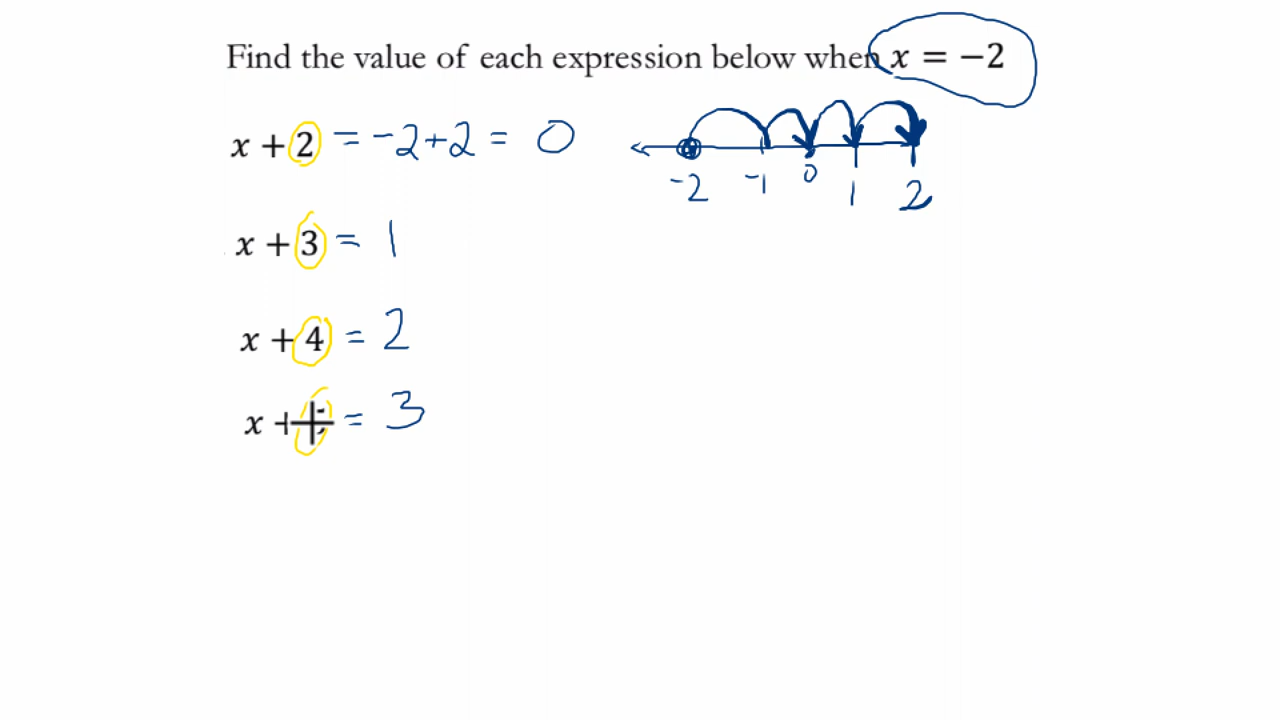 Find the value of each expression below when x = −2
x + 2 = -2+2 = 0
-2 -1 0 1 2
x + 3 = 1
x + 4 = 2
x + = 3